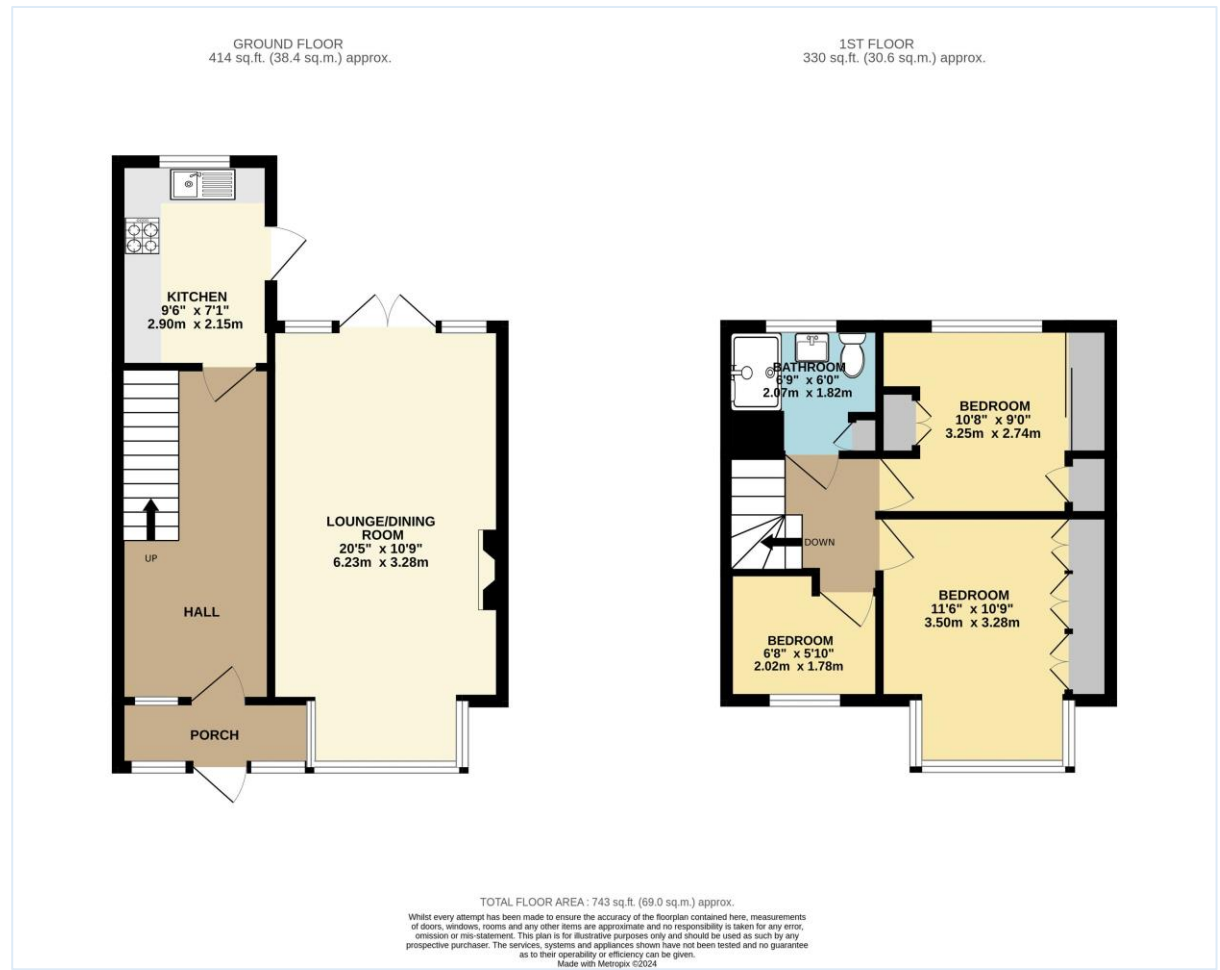 GROUND FLOOR
414 sq.ft. (38.4 sq.m.) approx.
1ST FLOOR
330 sq.ft. (30.6 sq.m.) approx.
KITCHEN
9'6" x 7'1"
2.90m x 2.15m
LOUNGE/DINING
ROOM
20'5" x 10'9"
6.23m x 3.28m
UP
HALL
PORCH
BATHROOM
6'9" x 6'0"
2.07m x 1.82m
BEDROOM
10'8" x 9'0"
3.25m x 2.74m
DOWN
BEDROOM
11'6" x 10'9"
3.50m x 3.28m
BEDROOM
6'8" x 5'10"
2.02m x 1.78m
TOTAL FLOOR AREA : 743 sq.ft. (69.0 sq.m.) approx.
Whilst every attempt has been made to ensure the accuracy of the floorplan contained here, measurements
of doors, windows, rooms and any other items are approximate and no responsibility is taken for any error,
omission or mis-statement. This plan is for illustrative purposes only and should be used as such by any
prospective purchaser. The services, systems and appliances shown have not been tested and no guarantee
as to their operability or efficiency can be given.
Made with Metropix ©2024